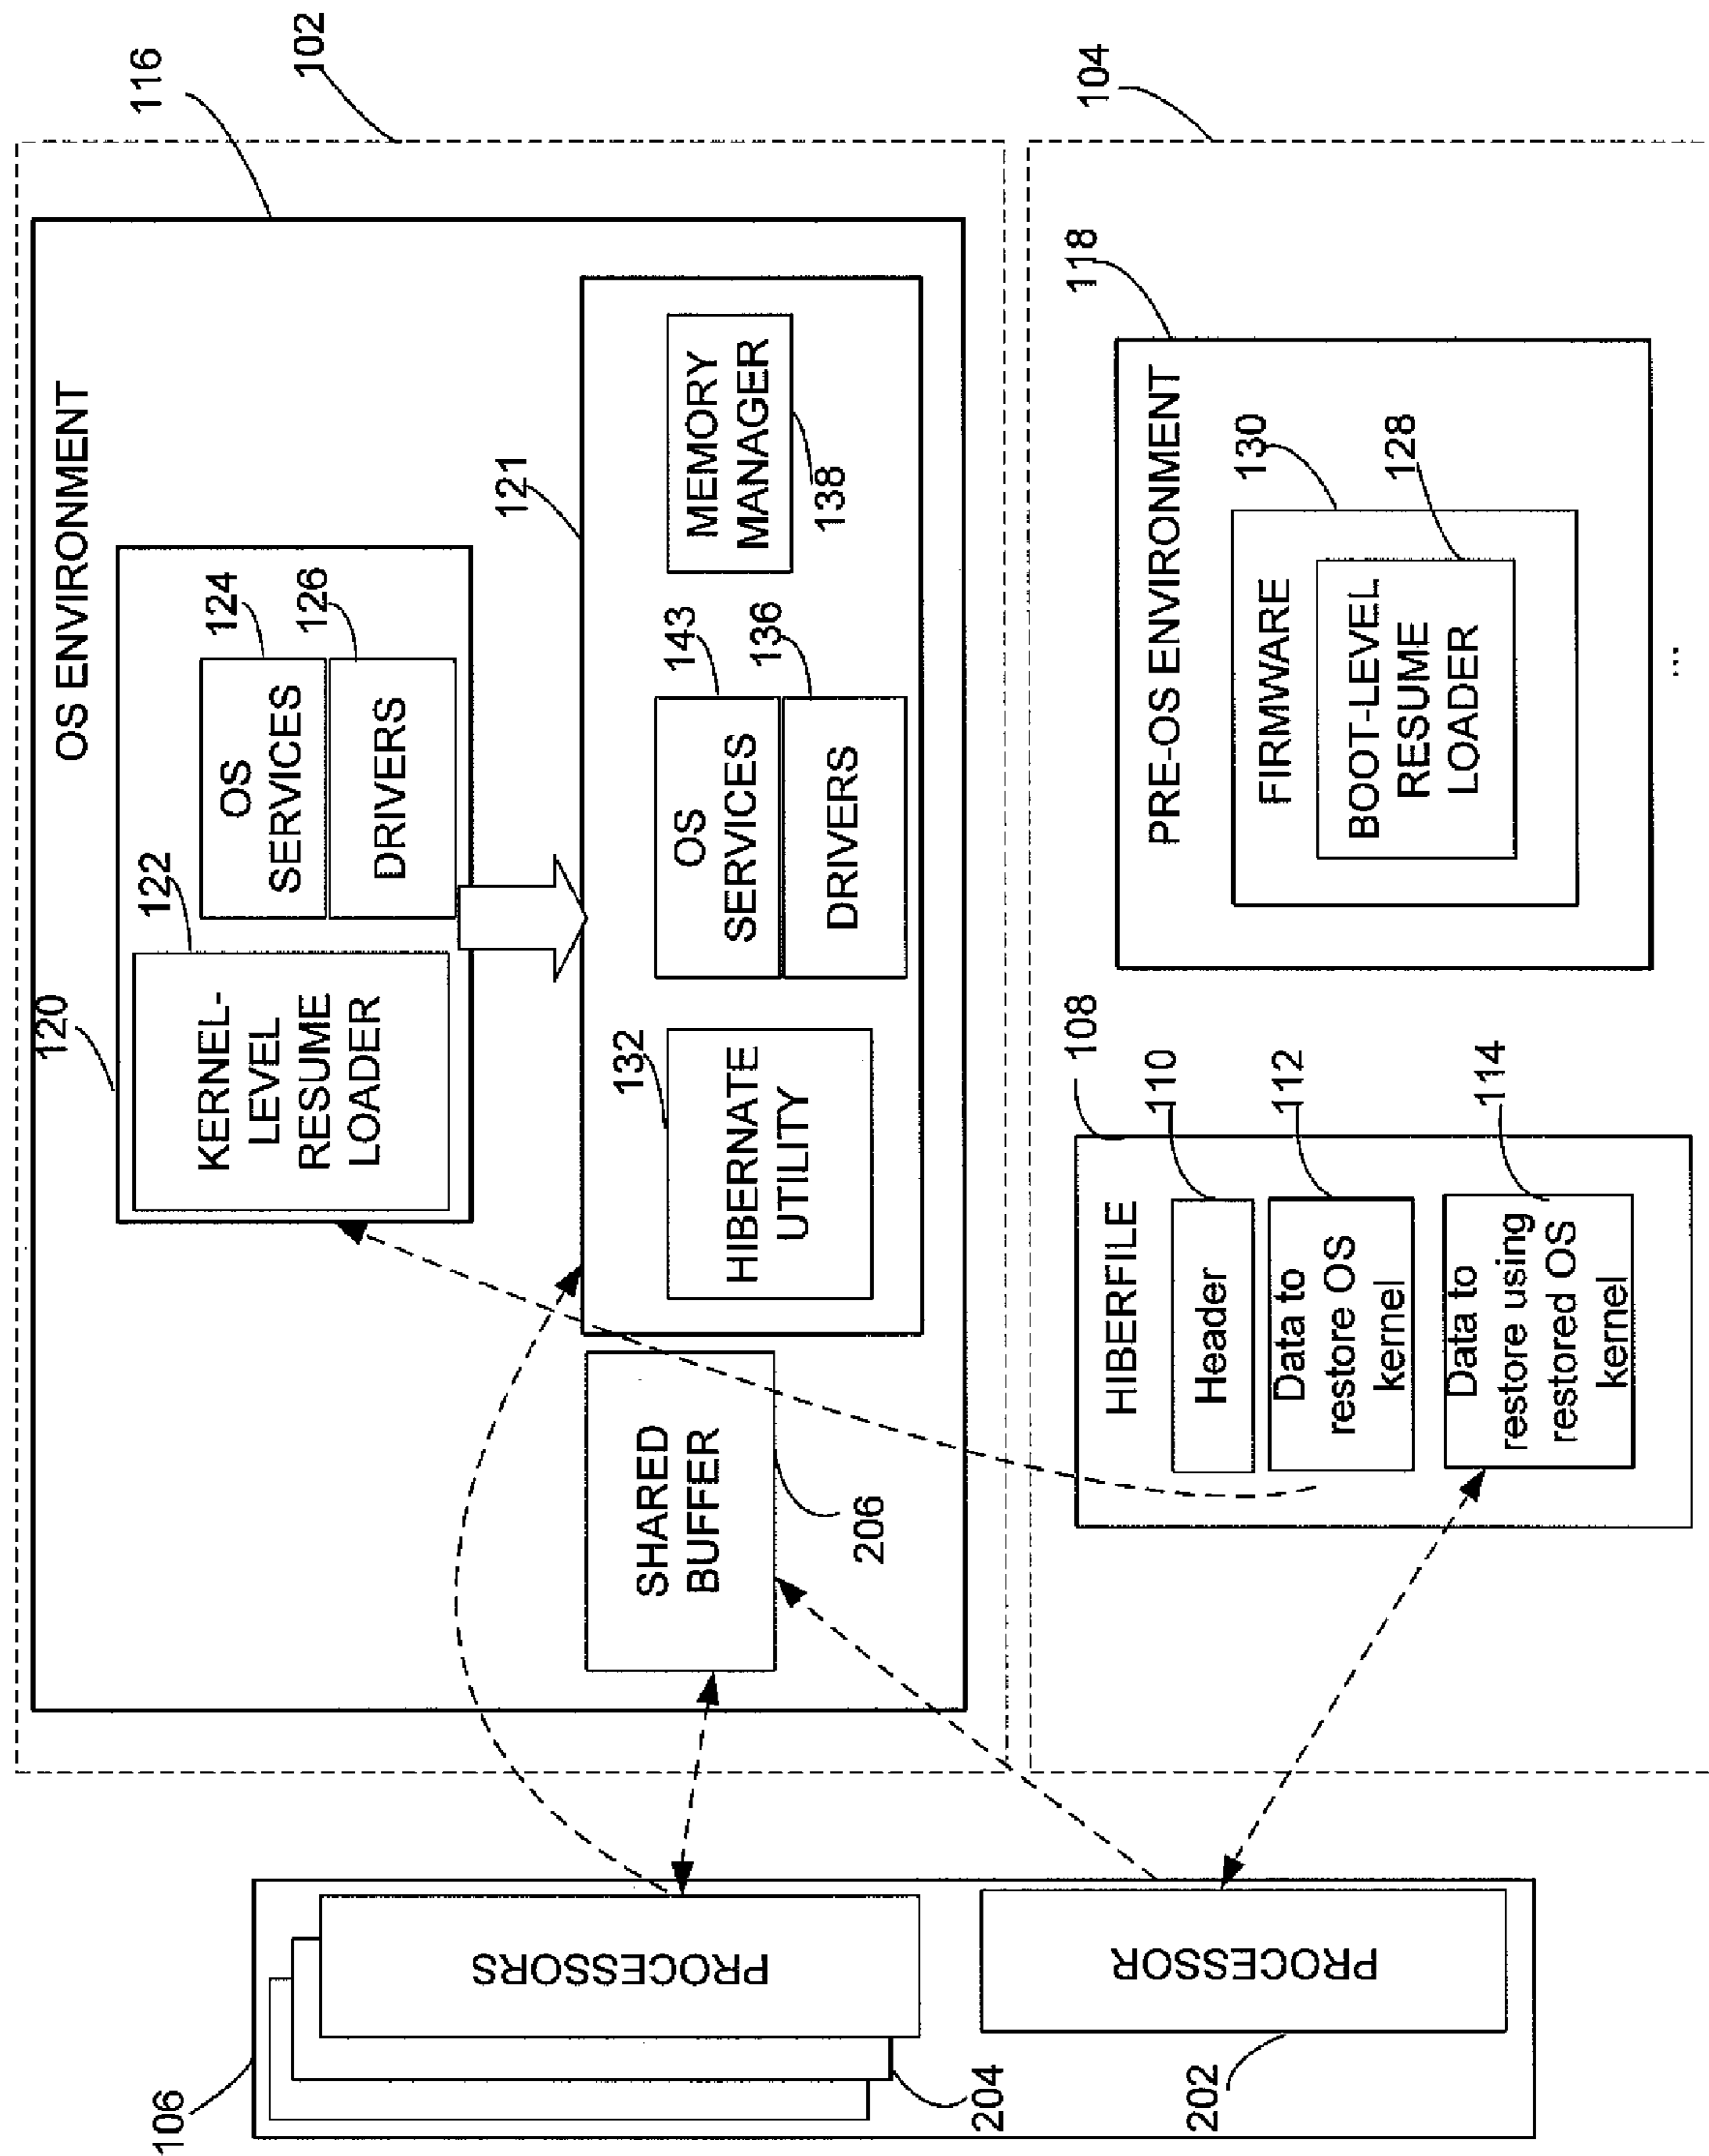 106
PROCESSORS
204
PROCESSOR
202
102
116
OS ENVIRONMENT
120
KERNEL-
LEVEL
RESUME
LOADER
122
OS
SERVICES
124
DRIVERS
126
121
HIBERNATE
UTILITY
132
OS
SERVICES
143
DRIVERS
136
MEMORY
MANAGER
138
SHARED
BUFFER
206
104
HIBERFILE
108
Header
110
Data to
restore OS
kernel
112
Data to
restore using
restored OS
kernel
114
PRE-OS ENVIRONMENT
118
FIRMWARE
130
BOOT-LEVEL
RESUME
LOADER
128
...